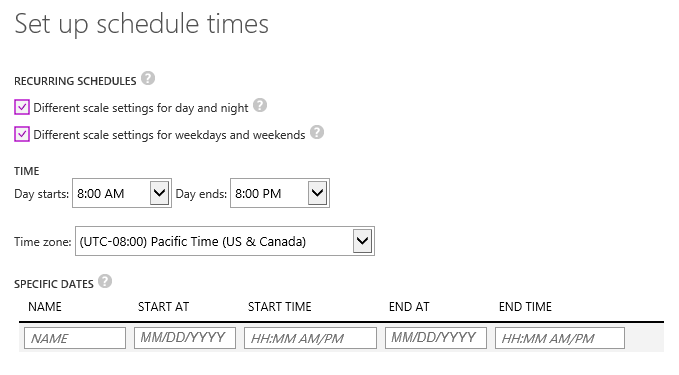 Set up schedule times
RECURRING SCHEDULES ?
Different scale settings for day and night ?
Different scale settings for weekdays and weekends ?
TIME
Day starts: 8:00 AM Day ends: 8:00 PM
Time zone: (UTC-08:00) Pacific Time (US & Canada)
SPECIFIC DATES ?
NAME START AT START TIME END AT END TIME
NAME MM/DD/YYYY HH:MM AM/PM MM/DD/YYYY HH:MM AM/PM